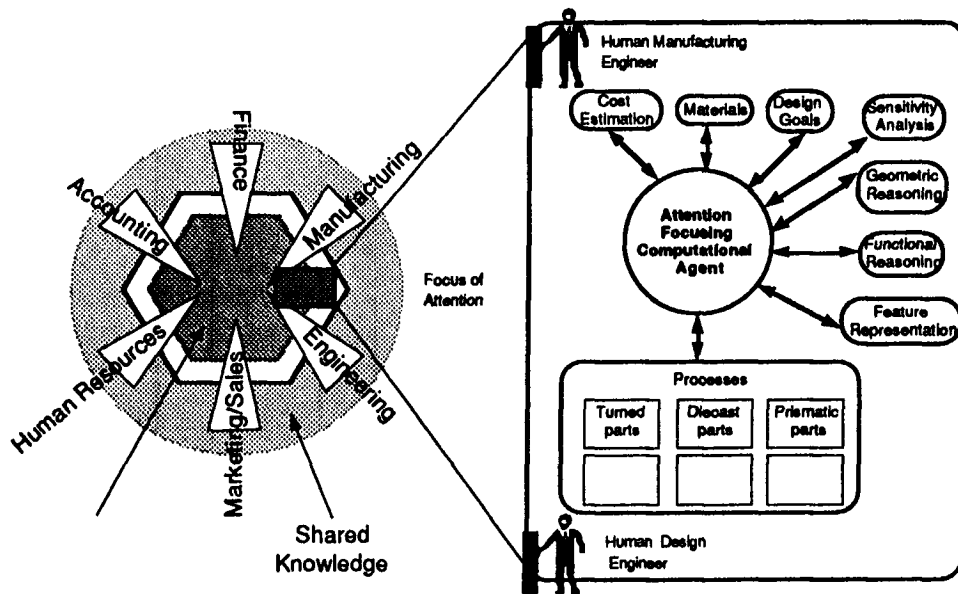 Finance
Accounting
Manufacturing
Human Resources
Marketing/Sales
Engineering
Focus of
Attention
Shared
Knowledge
Human Manufacturing
Engineer
Cost
Estimation
Materials
Design
Goals
Sensitivity
Analysis
Geometric
Reasoning
Functional
Reasoning
Feature
Representation
Attention
Focusing
Computational
Agent
Processes
Turned
parts
Diecast
parts
Prismatic
parts
Human Design
Engineer